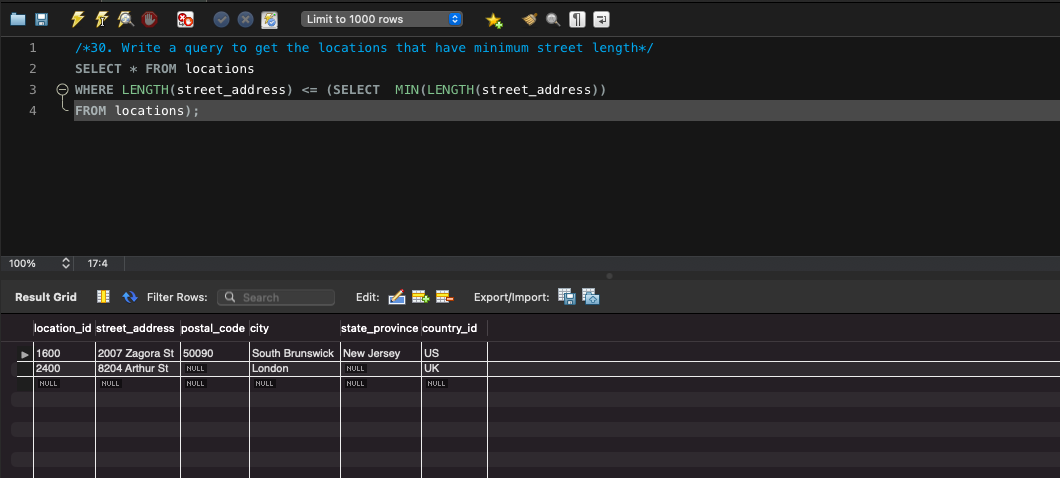 Limit to 1000 rows
1 /*30. Write a query to get the locations that have minimum street length*/
2 SELECT * FROM locations
3 WHERE LENGTH(street_address) <= (SELECT  MIN(LENGTH(street_address))
4 FROM locations);
100% 17:4
Result Grid Filter Rows: Search Edit: Export/Import:
location_id street_address postal_code city state_province country_id
1600 2007 Zagora St 50090 South Brunswick New Jersey US
2400 8204 Arthur St NULL London NULL UK
NULL NULL NULL NULL NULL NULL